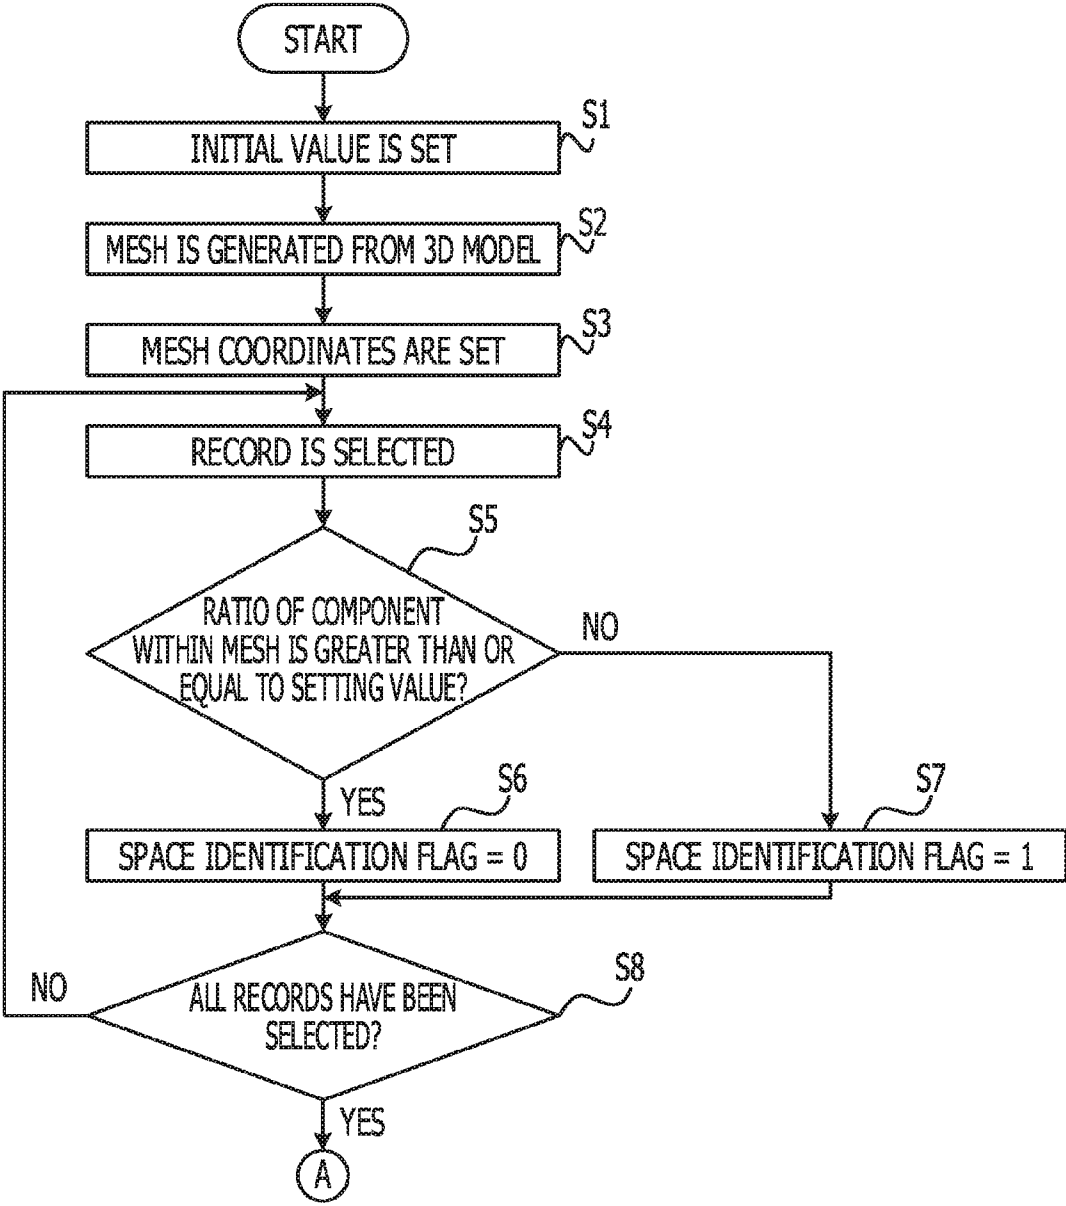 START
S1
INITIAL VALUE IS SET
S2
MESH IS GENERATED FROM 3D MODEL
S3
MESH COORDINATES ARE SET
S4
RECORD IS SELECTED
S5
RATIO OF COMPONENT
WITHIN MESH IS GREATER THAN OR
EQUAL TO SETTING VALUE?
NO
YES
S6
S7
SPACE IDENTIFICATION FLAG = 0
SPACE IDENTIFICATION FLAG = 1
S8
NO
ALL RECORDS HAVE BEEN
SELECTED?
YES
A